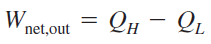 W_net,out = Q_H − Q_L